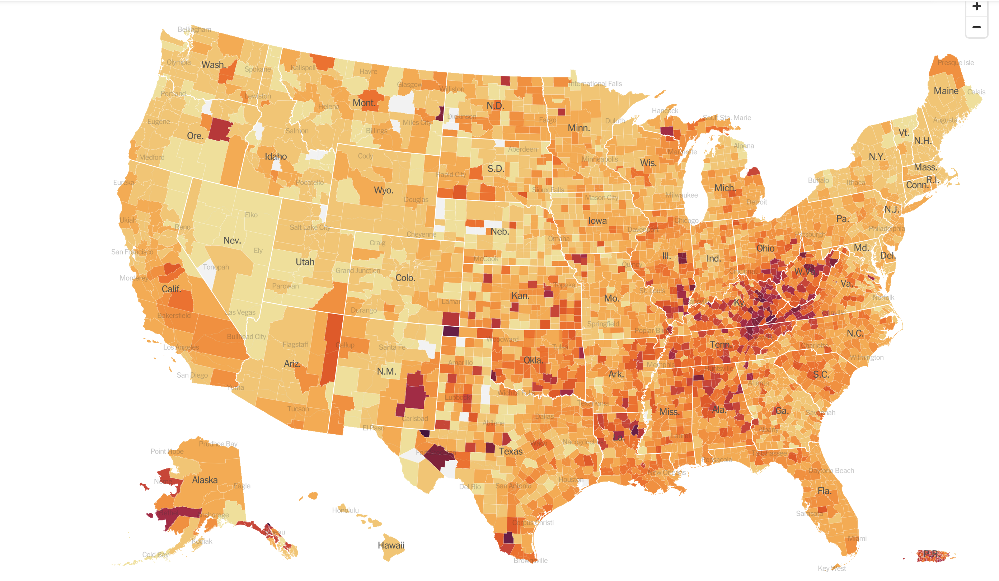 +
−
Bellingham
Presque Isle
Olympia
Wash.
Spokane
Kalispell
Havre
Glasgow
Williston
International Falls
Maine
Calais
Portland
Lewiston
Helena
Mont.
Miles City
Dickinson
N.D.
Fargo
Hancock
Sault Ste. Marie
Duluth
Augusta
Eugene
Ore.
Salmon
Billings
Minn.
Vt.
N.H.
Medford
Idaho
Cody
Aberdeen
Minneapolis
Wis.
Marinette
Alpena
N.Y.
Mass.
Eureka
Pocatello
Wyo.
Rapid City
S.D.
Sioux Falls
Mich.
Buffalo
Ithaca
Conn.
R.I.
Douglas
Mason City
Milwaukee
Detroit
Ukiah
Reno
Elko
Salt Lake City
Cheyenne
Neb.
Iowa
Davenport
Chicago
Pa.
N.J.
Philadelphia
Pittsburgh
Nev.
Craig
Omaha
San Francisco
Ely
Utah
McCook
Quincy
Ill.
Ind.
Ohio
Md.
Del.
Tonopah
Grand Junction
Colo.
Cincinnati
W.Va.
Monterey
Calif.
Parowan
Topeka
Kan.
Mo.
St. Louis
Evansville
Ky.
Va.
Norfolk
Bakersfield
Las Vegas
Durango
Lamar
Springfield
Poplar Bluff
Danville
Bullhead City
Los Angeles
Flagstaff
Gallup
Santa Fe
Woodward
Tulsa
Tenn.
Knoxville
Charlotte
N.C.
Wilmington
San Diego
Ariz.
N.M.
Amarillo
Okla.
Ark.
Memphis
Huntsville
Atlanta
S.C.
Yuma
Tucson
Carlsbad
Lubbock
Wichita Falls
Texarkana
Miss.
Ala.
Ga.
Savannah
El Paso
Abilene
Dallas
La.
Laurel
Albany
Prudhoe Bay
Point Hope
Fort Stockton
Texas
Waco
Nacogdoches
Pensacola
Tallahassee
Nome
Alaska
Eagle
Del Rio
San Antonio
Houston
New Orleans
Daytona Beach
Fla.
Bethel
Anchorage
Honolulu
Corpus Christi
Sarasota
Juneau
Kodiak
Cold Bay
Hawaii
Brownsville
Miami
Key West
P.R.